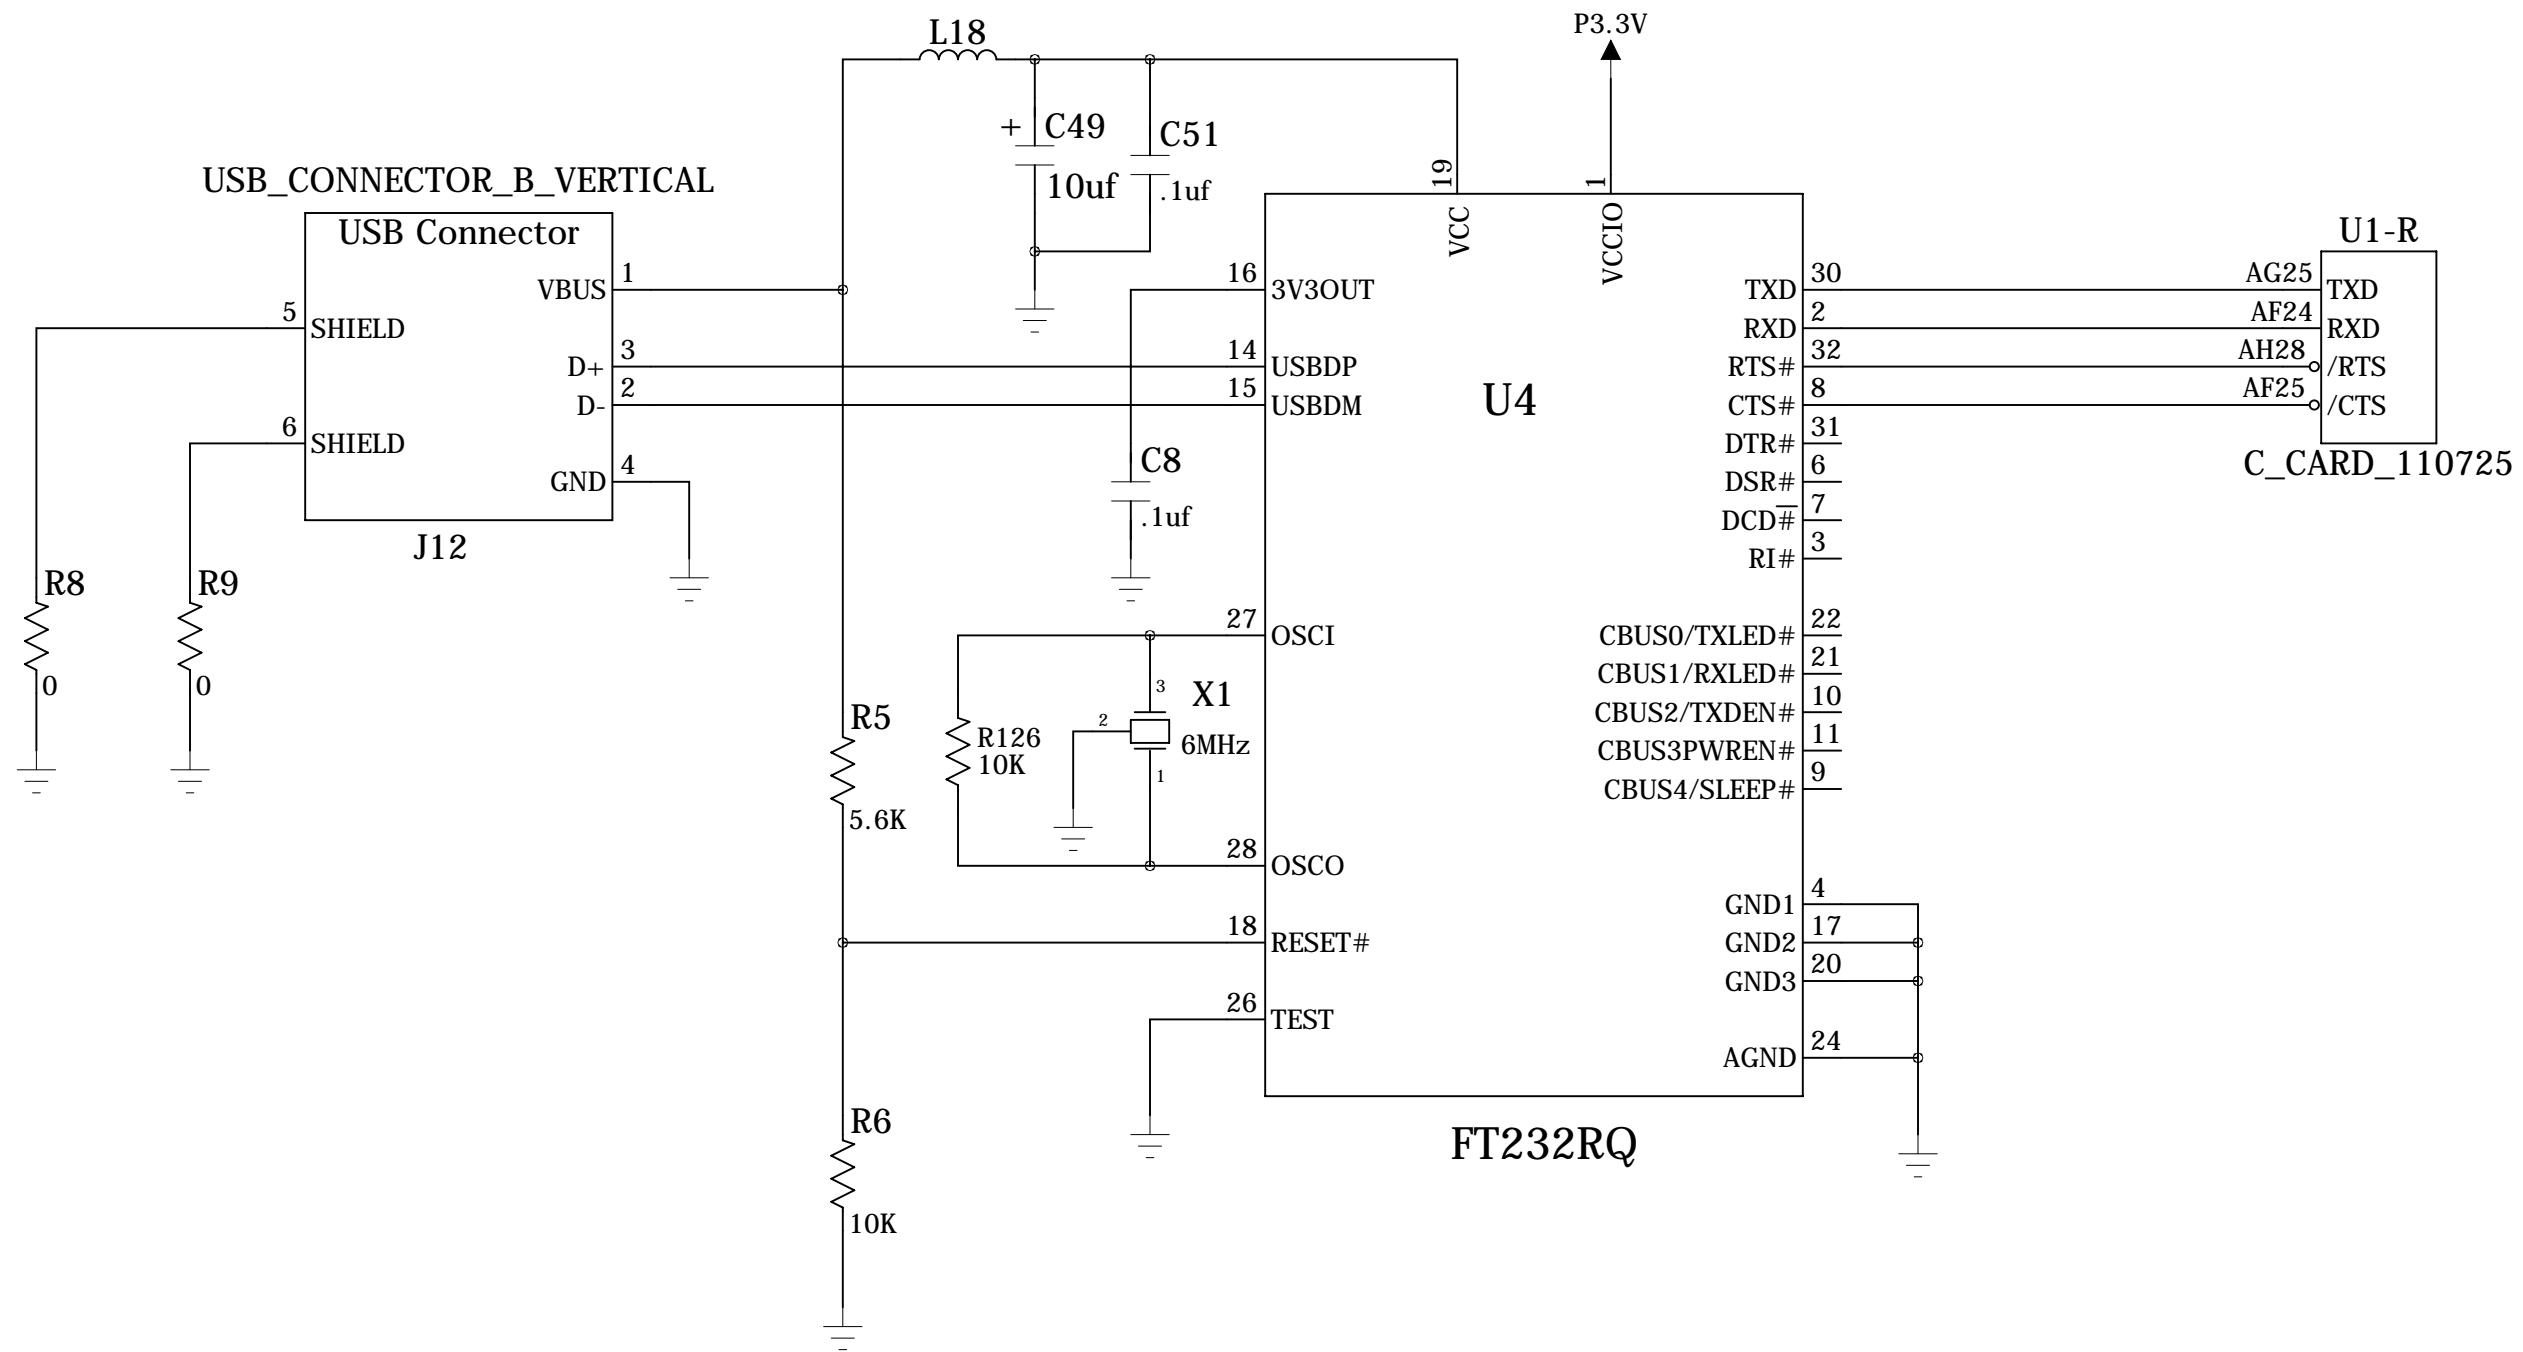 P3.3V
L18
+ C49
10uf
C51
.1uf
USB_CONNECTOR_B_VERTICAL
USB Connector
VBUS 1
5 SHIELD
D+ 3
D- 2
6 SHIELD
GND 4
J12
R8
0
R9
0
R5
5.6K
R6
10K
C8
.1uf
R126
10K
X1
6MHz
3
2
1
19
VCC
1
VCCIO
16 3V3OUT
14 USBDP
15 USBDM
27 OSCI
28 OSCO
18 RESET#
26 TEST
U4
TXD 30
RXD 2
RTS# 32
CTS# 8
DTR# 31
DSR# 6
DCD# 7
RI# 3
CBUS0/TXLED# 22
CBUS1/RXLED# 21
CBUS2/TXDEN# 10
CBUS3PWREN# 11
CBUS4/SLEEP# 9
GND1 4
GND2 17
GND3 20
AGND 24
FT232RQ
U1-R
AG25 TXD
AF24 RXD
AH28 /RTS
AF25 /CTS
C_CARD_110725